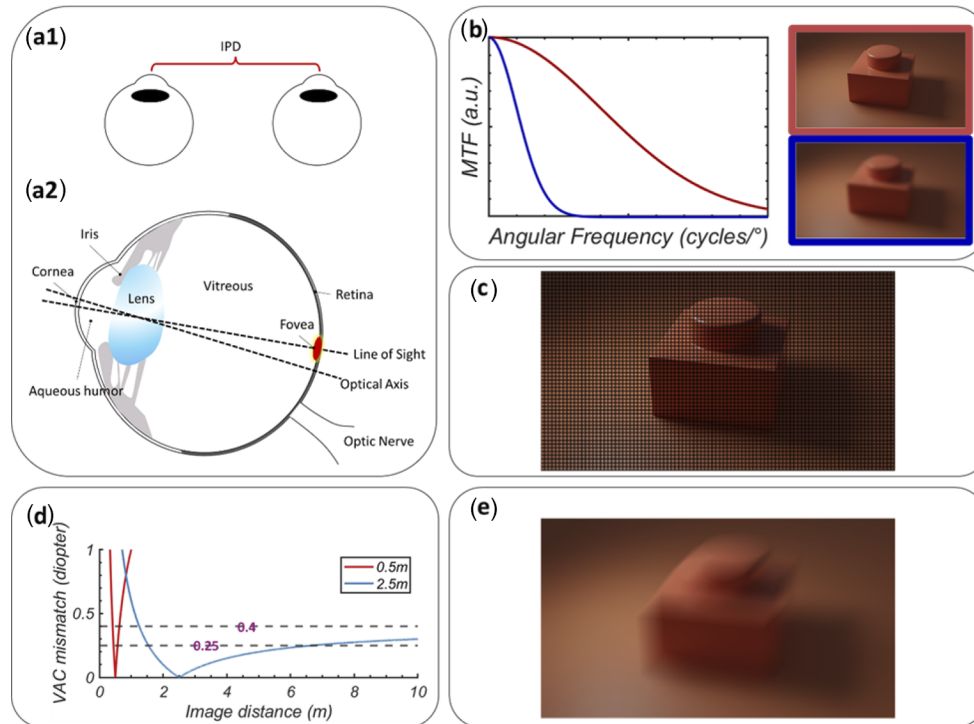 (a1)
IPD
(a2)
Iris
Cornea
Lens
Vitreous
Retina
Fovea
Line of Sight
Optical Axis
Aqueous humor
Optic Nerve
(b)
MTF (a.u.)
Angular Frequency (cycles/°)
(c)
(d)
VAC mismatch (diopter)
1
0.5
0
0.4
0.25
0.5m
2.5m
0 2 4 6 8 10
Image distance (m)
(e)